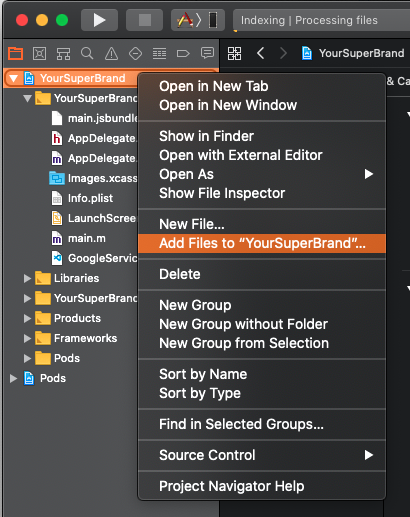 Indexing | Processing files
YourSuperBrand
YourSuperBrand
YourSuperBrand
main.jsbundle
AppDelegate.
AppDelegate.
Images.xcass
Info.plist
LaunchScree
main.m
GoogleServic
Libraries
YourSuperBrand
Products
Frameworks
Pods
Pods
Open in New Tab
Open in New Window
Show in Finder
Open with External Editor
Open As
Show File Inspector
New File...
Add Files to “YourSuperBrand”...
Delete
New Group
New Group without Folder
New Group from Selection
Sort by Name
Sort by Type
Find in Selected Groups...
Source Control
Project Navigator Help
& Ca